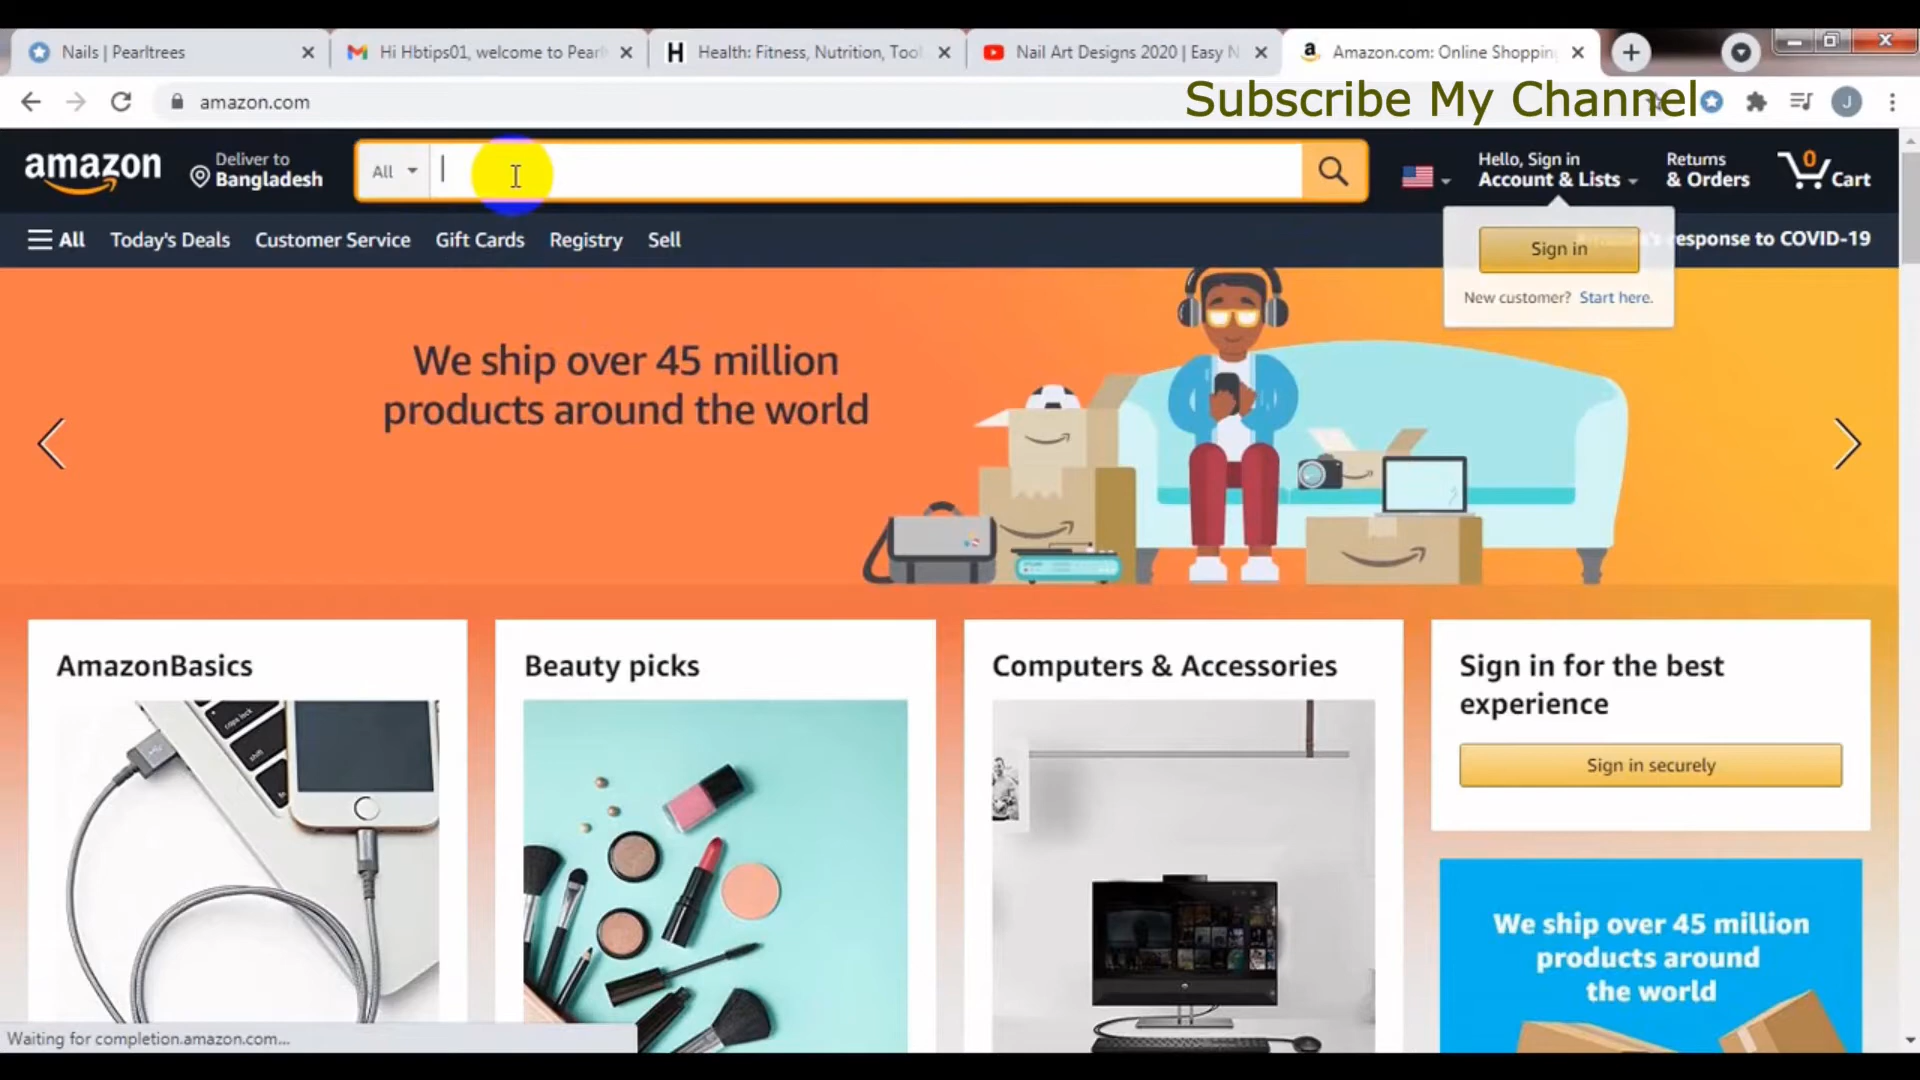 Nails | Pearltrees
Hi Hbtips01, welcome to Pearl
Health: Fitness, Nutrition, Tool
Nail Art Designs 2020 | Easy N
Amazon.com: Online Shopping
amazon.com
Subscribe My Channel
J
amazon
Deliver to
Bangladesh
All
Hello, Sign in
Account & Lists
Returns
& Orders
0
Cart
All
Today's Deals
Customer Service
Gift Cards
Registry
Sell
response to COVID-19
Sign in
New customer? Start here.
We ship over 45 million
products around the world
AmazonBasics
Beauty picks
Computers & Accessories
Sign in for the best
experience
Sign in securely
caps lock
shift
We ship over 45 million
products around
the world
Waiting for completion.amazon.com...